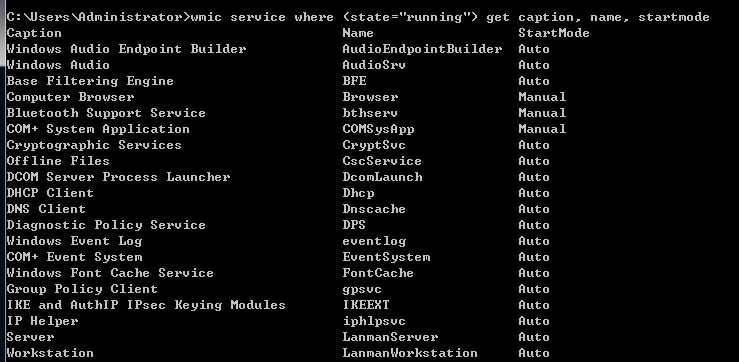 C:\Users\Administrator>wmic service where (state="running") get caption, name, startmode
Caption Name StartMode
Windows Audio Endpoint Builder AudioEndpointBuilder Auto
Windows Audio AudioSrv Auto
Base Filtering Engine BFE Auto
Computer Browser Browser Manual
Bluetooth Support Service bthserv Manual
COM+ System Application COMSysApp Manual
Cryptographic Services CryptSvc Auto
Offline Files CscService Auto
DCOM Server Process Launcher DcomLaunch Auto
DHCP Client Dhcp Auto
DNS Client Dnscache Auto
Diagnostic Policy Service DPS Auto
Windows Event Log eventlog Auto
COM+ Event System EventSystem Auto
Windows Font Cache Service FontCache Auto
Group Policy Client gpsvc Auto
IKE and AuthIP IPsec Keying Modules IKEEXT Auto
IP Helper iphlpsvc Auto
Server LanmanServer Auto
Workstation LanmanWorkstation Auto